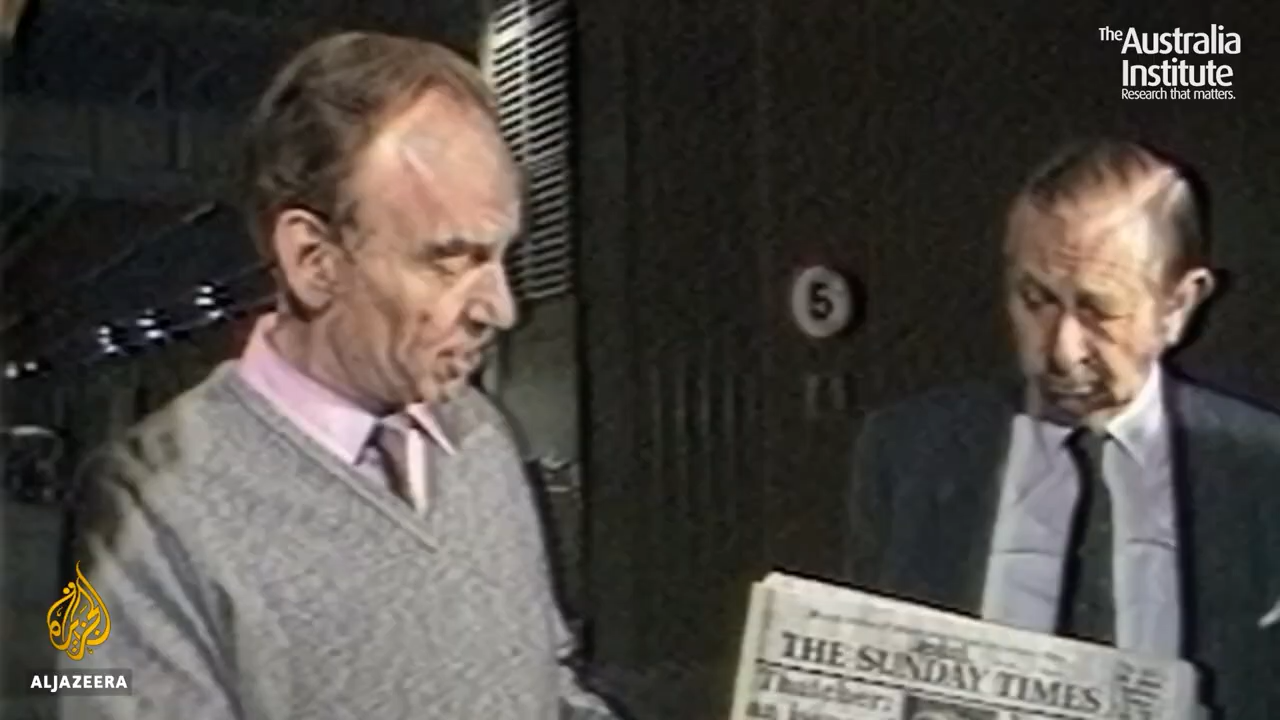 The Australia
Institute
Research that matters.
5
THE SUNDAY TIMES
Thatcher:
ALJAZEERA